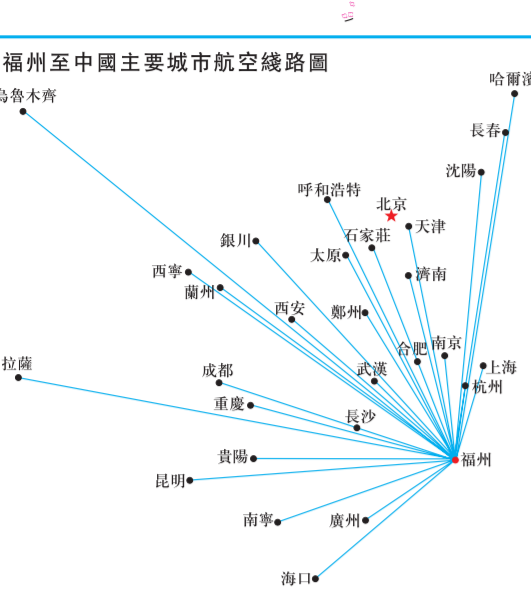 福州至中國主要城市航空綫路圖
哈爾濱
烏魯木齊
長春
沈陽
呼和浩特
北京
天津
石家莊
銀川
太原
西寧
濟南
蘭州
西安
鄭州
合肥
南京
拉薩
成都
武漢
上海
杭州
重慶
長沙
貴陽
福州
昆明
南寧
廣州
海口